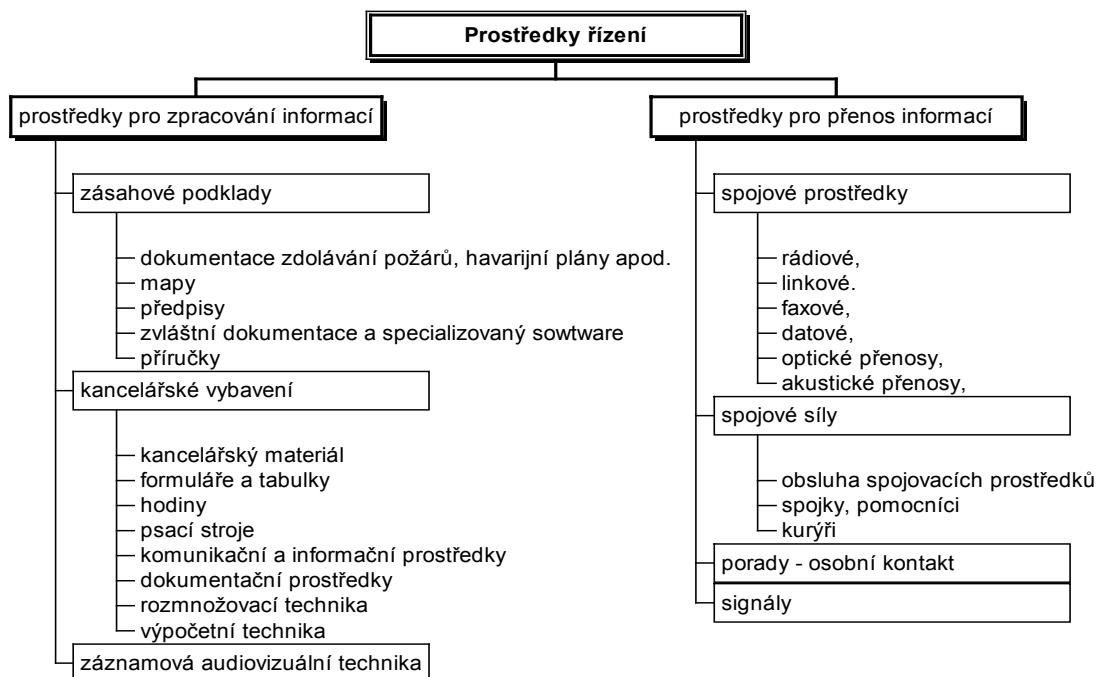 Prostředky řízení
prostředky pro zpracování informací
zásahové podklady
dokumentace zdolávání požárů, havarijní plány apod.
mapy
předpisy
zvláštní dokumentace a specializovaný sowtware
příručky
kancelářské vybavení
kancelářský materiál
formuláře a tabulky
hodiny
psací stroje
komunikační a informační prostředky
dokumentační prostředky
rozmnožovací technika
výpočetní technika
záznamová audiovizuální technika
prostředky pro přenos informací
spojové prostředky
rádiové,
linkové.
faxové,
datové,
optické přenosy,
akustické přenosy,
spojové síly
obsluha spojovacích prostředků
spojky, pomocníci
kurýři
porady - osobní kontakt
signály